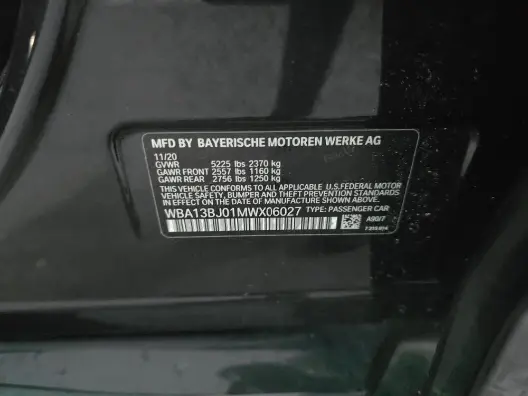 MFD BY BAYERISCHE MOTOREN WERKE AG
11/20
GVWR 5225 lbs 2370 kg
GAWR FRONT 2557 lbs 1160 kg
GAWR REAR 2756 lbs 1250 kg
THIS VEHICLE CONFORMS TO ALL APPLICABLE U.S.FEDERAL
MOTOR VEHICLE SAFETY, BUMPER AND THEFT PREVENTION STANDARDS
IN EFFECT ON THE DATE OF MANUFACTURE SHOWN ABOVE.
WBA13BJ01MWX06027 TYPE: PASSENGER CAR
A90/7